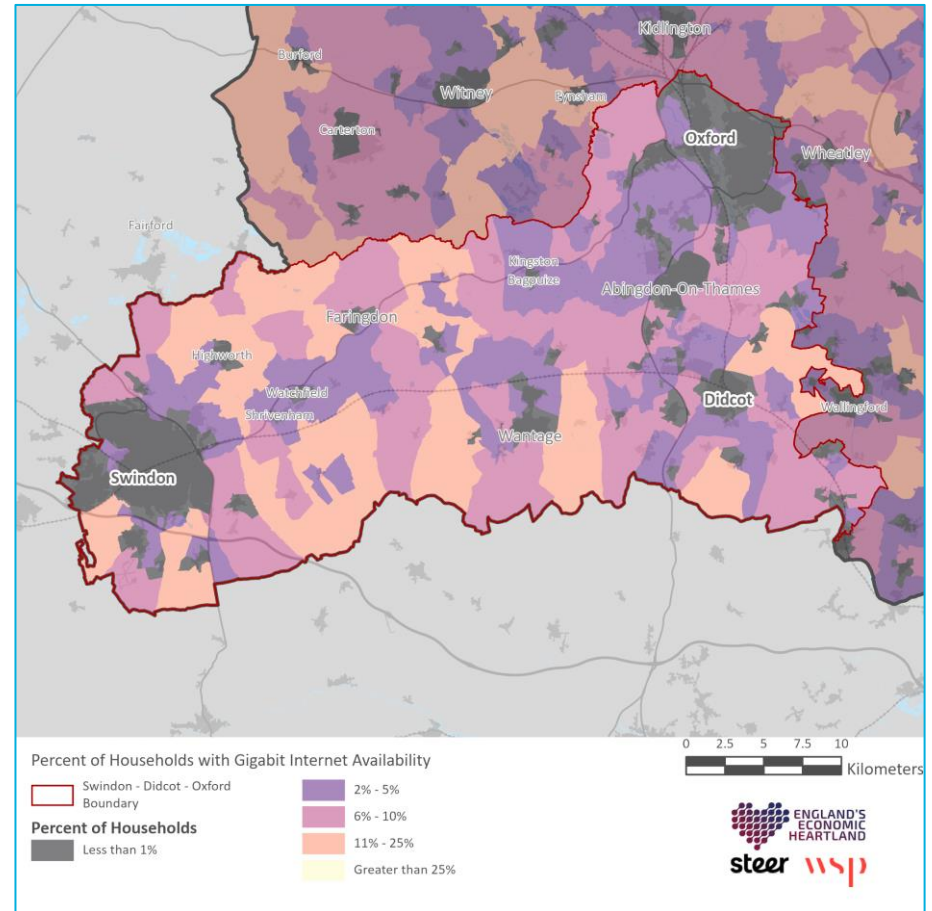 Kidlington
Burford
Witney
Eynsham
Carterton
Oxford
Wheatley
Fairford
Kingston
Bagpuize
Abingdon-On-Thames
Faringdon
Highworth
Watchfield
Shrivenham
Didcot
Wallingford
Wantage
Swindon
Percent of Households with Gigabit Internet Availability
Swindon - Didcot - Oxford
Boundary
Percent of Households
Less than 1%
2% - 5%
6% - 10%
11% - 25%
Greater than 25%
0 2.5 5 7.5 10
Kilometers
ENGLAND'S
ECONOMIC
HEARTLAND
steer wsp